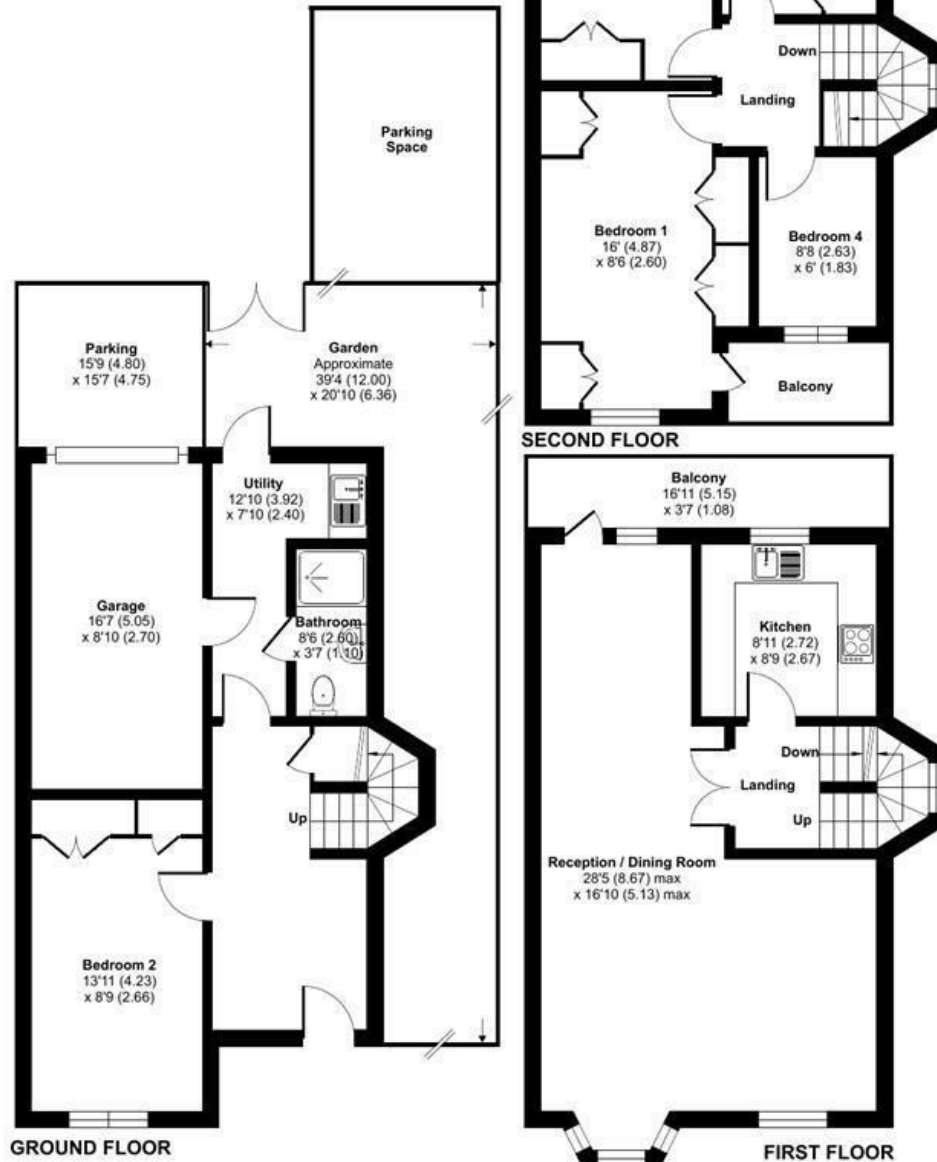 Parking
Space
Down
Landing
Bedroom 1
16' (4.87)
x 8'6 (2.60)
Bedroom 4
8'8 (2.63)
x 6' (1.83)
Balcony
SECOND FLOOR
Parking
15'9 (4.80)
x 15'7 (4.75)
Garden
Approximate
39'4 (12.00)
x 20'10 (6.36)
Utility
12'10 (3.92)
x 7'10 (2.40)
Garage
16'7 (5.05)
x 8'10 (2.70)
Bathroom
8'6 (2.60)
x 3'7 (1.10)
Up
Bedroom 2
13'11 (4.23)
x 8'9 (2.66)
GROUND FLOOR
Balcony
16'11 (5.15)
x 3'7 (1.08)
Kitchen
8'11 (2.72)
x 8'9 (2.67)
Down
Landing
Up
Reception / Dining Room
28'5 (8.67) max
x 16'10 (5.13) max
FIRST FLOOR